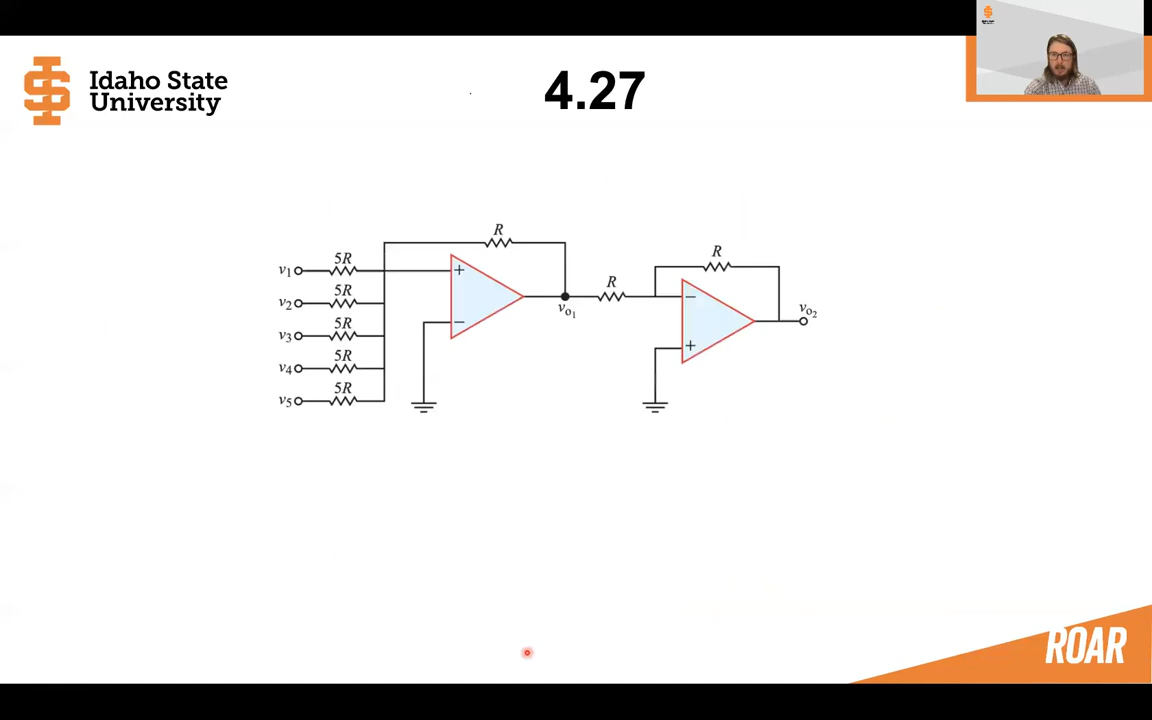 Idaho State
University
4.27
R
5R
v1
+
R
R
5R
v2
−
vo1
−
vo2
5R
v3
−
+
5R
v4
5R
v5
ROAR